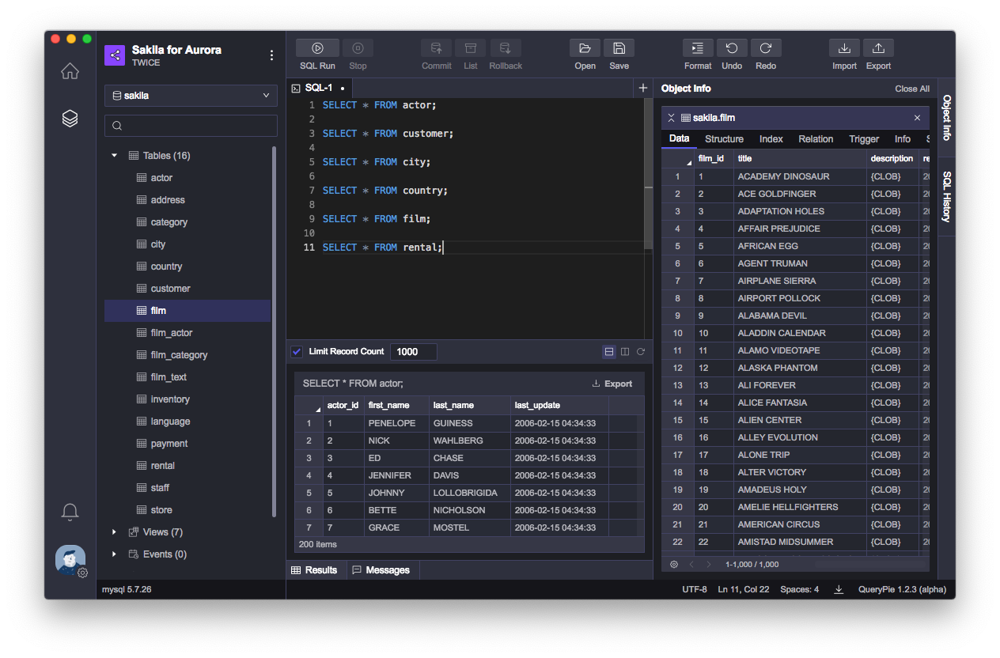 Sakila for Aurora
TWICE
sakila
Tables (16)
actor
address
category
city
country
customer
film
film_actor
film_category
film_text
inventory
language
payment
rental
staff
store
Views (7)
Events (0)
mysql 5.7.26
SQL Run Stop Commit List Rollback Open Save Format Undo Redo Import Export
SQL-1
1 SELECT * FROM actor;
2
3 SELECT * FROM customer;
4
5 SELECT * FROM city;
6
7 SELECT * FROM country;
8
9 SELECT * FROM film;
10
11 SELECT * FROM rental;
Limit Record Count 1000
SELECT * FROM actor; Export
actor_id first_name last_name last_update
1 1 PENELOPE GUINESS 2006-02-15 04:34:33
2 2 NICK WAHLBERG 2006-02-15 04:34:33
3 3 ED CHASE 2006-02-15 04:34:33
4 4 JENNIFER DAVIS 2006-02-15 04:34:33
5 5 JOHNNY LOLLOBRIGIDA 2006-02-15 04:34:33
6 6 BETTE NICHOLSON 2006-02-15 04:34:33
7 7 GRACE MOSTEL 2006-02-15 04:34:33
200 items
Results Messages
Object Info Close All
sakila.film
Data Structure Index Relation Trigger Info S
film_id title description re
1 1 ACADEMY DINOSAUR {CLOB} 20
2 2 ACE GOLDFINGER {CLOB} 20
3 3 ADAPTATION HOLES {CLOB} 20
4 4 AFFAIR PREJUDICE {CLOB} 20
5 5 AFRICAN EGG {CLOB} 20
6 6 AGENT TRUMAN {CLOB} 20
7 7 AIRPLANE SIERRA {CLOB} 20
8 8 AIRPORT POLLOCK {CLOB} 20
9 9 ALABAMA DEVIL {CLOB} 20
10 10 ALADDIN CALENDAR {CLOB} 20
11 11 ALAMO VIDEOTAPE {CLOB} 20
12 12 ALASKA PHANTOM {CLOB} 20
13 13 ALI FOREVER {CLOB} 20
14 14 ALICE FANTASIA {CLOB} 20
15 15 ALIEN CENTER {CLOB} 20
16 16 ALLEY EVOLUTION {CLOB} 20
17 17 ALONE TRIP {CLOB} 20
18 18 ALTER VICTORY {CLOB} 20
19 19 AMADEUS HOLY {CLOB} 20
20 20 AMELIE HELLFIGHTERS {CLOB} 20
21 21 AMERICAN CIRCUS {CLOB} 20
22 22 AMISTAD MIDSUMMER {CLOB} 20
1-1,000 / 1,000
Object Info
SQL History
UTF-8 Ln 11, Col 22 Spaces: 4 QueryPie 1.2.3 (alpha)